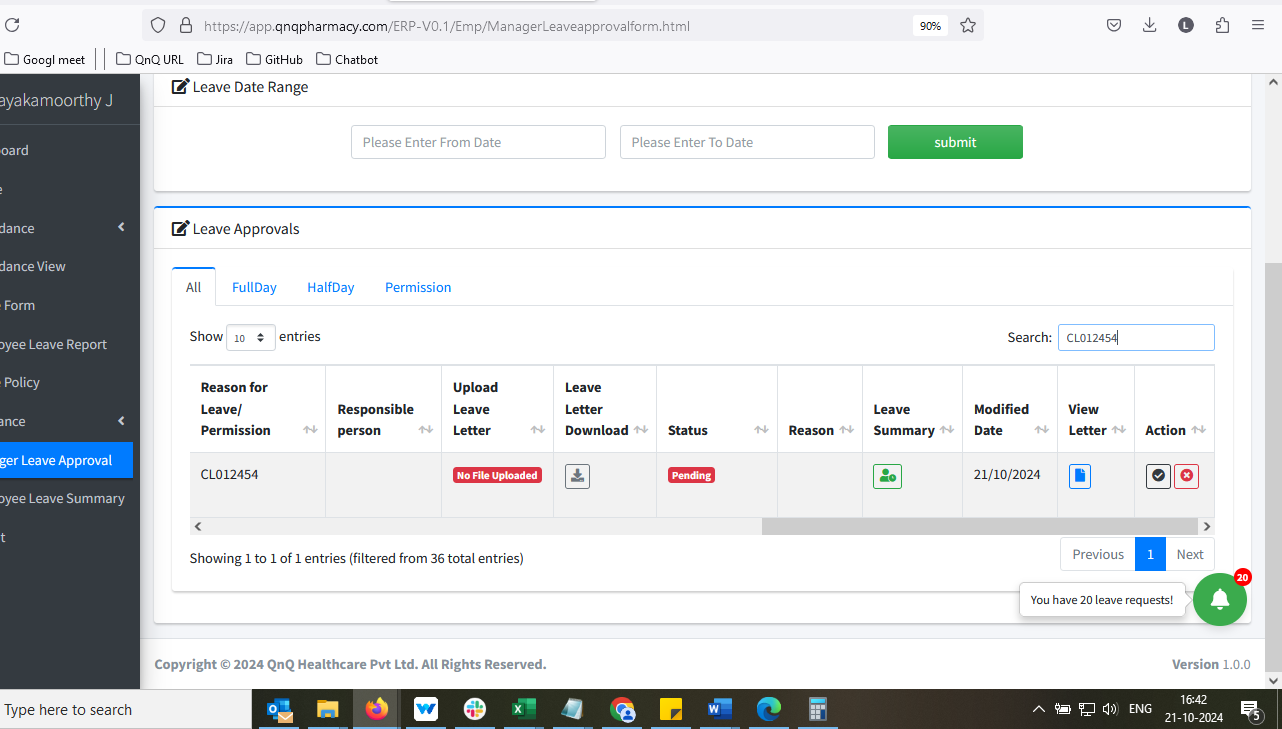 https://app.qnqpharmacy.com/ERP-V0.1/Emp/ManagerLeaveapprovalform.html
90%
L
Googl meet
QnQ URL
Jira
GitHub
Chatbot
ayakamoorthy J
oard
e
dance
dance View
e Form
oyee Leave Report
e Policy
ance
ger Leave Approval
oyee Leave Summary
t
Leave Date Range
Please Enter From Date
Please Enter To Date
submit
Leave Approvals
All
FullDay
HalfDay
Permission
Show 10 entries
Search: CL012454
Reason for
Leave/
Permission
Responsible
person
Upload
Leave
Letter
Leave
Letter
Download
Status
Reason
Leave
Summary
Modified
Date
View
Letter
Action
CL012454
No File Uploaded
Pending
21/10/2024
Showing 1 to 1 of 1 entries (filtered from 36 total entries)
Previous
1
Next
20
You have 20 leave requests!
Copyright © 2024 QnQ Healthcare Pvt Ltd. All Rights Reserved.
Version 1.0.0
Type here to search
ENG
16:42
21-10-2024
5